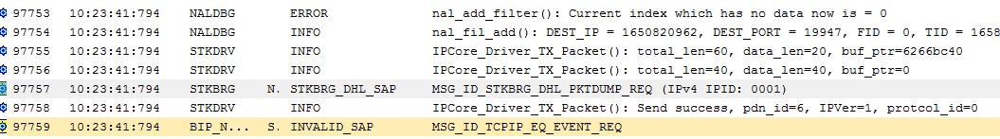 97753 10:23:41:794 NALDBG ERROR nal_add_filter(): Current index which has no data now is = 0
97754 10:23:41:794 NALDBG INFO nal_fil_add(): DEST_IP = 1650820962, DEST_PORT = 19947, FID = 0, TID = 1658
97755 10:23:41:794 STKDRV INFO IPCore_Driver_TX_Packet(): total_len=60, data_len=20, buf_ptr=6266bc40
97756 10:23:41:794 STKDRV INFO IPCore_Driver_TX_Packet(): total_len=40, data_len=40, buf_ptr=0
97757 10:23:41:794 STKBRG N. STKBRG_DHL_SAP MSG_ID_STKBRG_DHL_PKTDUMP_REQ (IPv4 IPID: 0001)
97758 10:23:41:794 STKDRV INFO IPCore_Driver_TX_Packet(): Send success, pdn_id=6, IPVer=1, protcol_id=0
97759 10:23:41:794 BIP_N... S. INVALID_SAP MSG_ID_TCPIP_EQ_EVENT_REQ